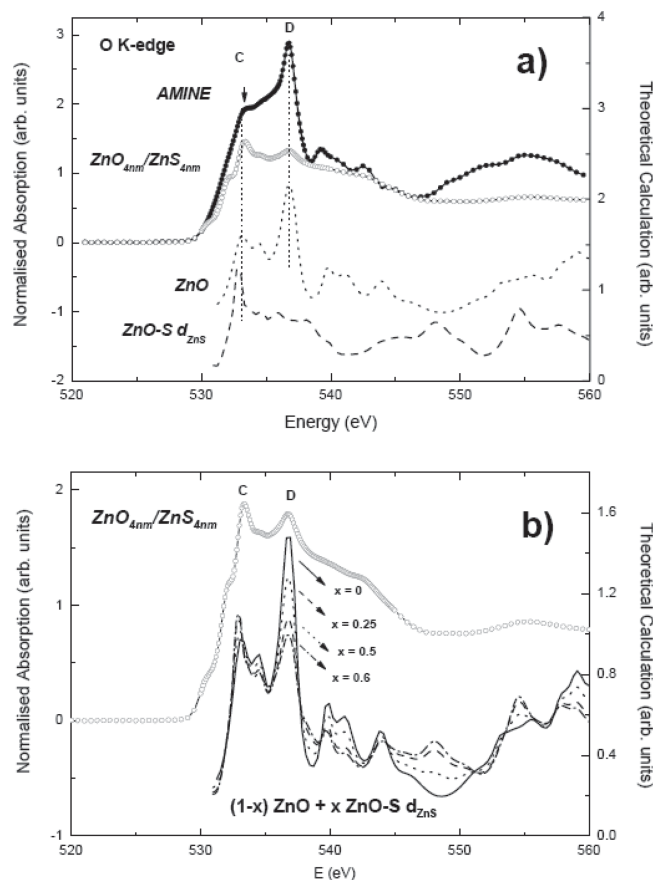 O K-edge
a)
C
D
AMINE
ZnO4nm/ZnS4nm
ZnO
ZnO-S dZnS
Normalised Absorption (arb. units)
Theoretical Calculation (arb. units)
3
2
1
0
-1
-2
4
3
2
1
0
520
530
540
550
560
Energy (eV)
ZnO4nm/ZnS4nm
C
D
b)
x = 0
x = 0.25
x = 0.5
x = 0.6
(1-x) ZnO + x ZnO-S dZnS
Normalised Absorption (arb. units)
Theoretical Calculation (arb. units)
2
1
0
-1
1.6
1.2
0.8
0.4
0.0
520
530
540
550
560
E (eV)